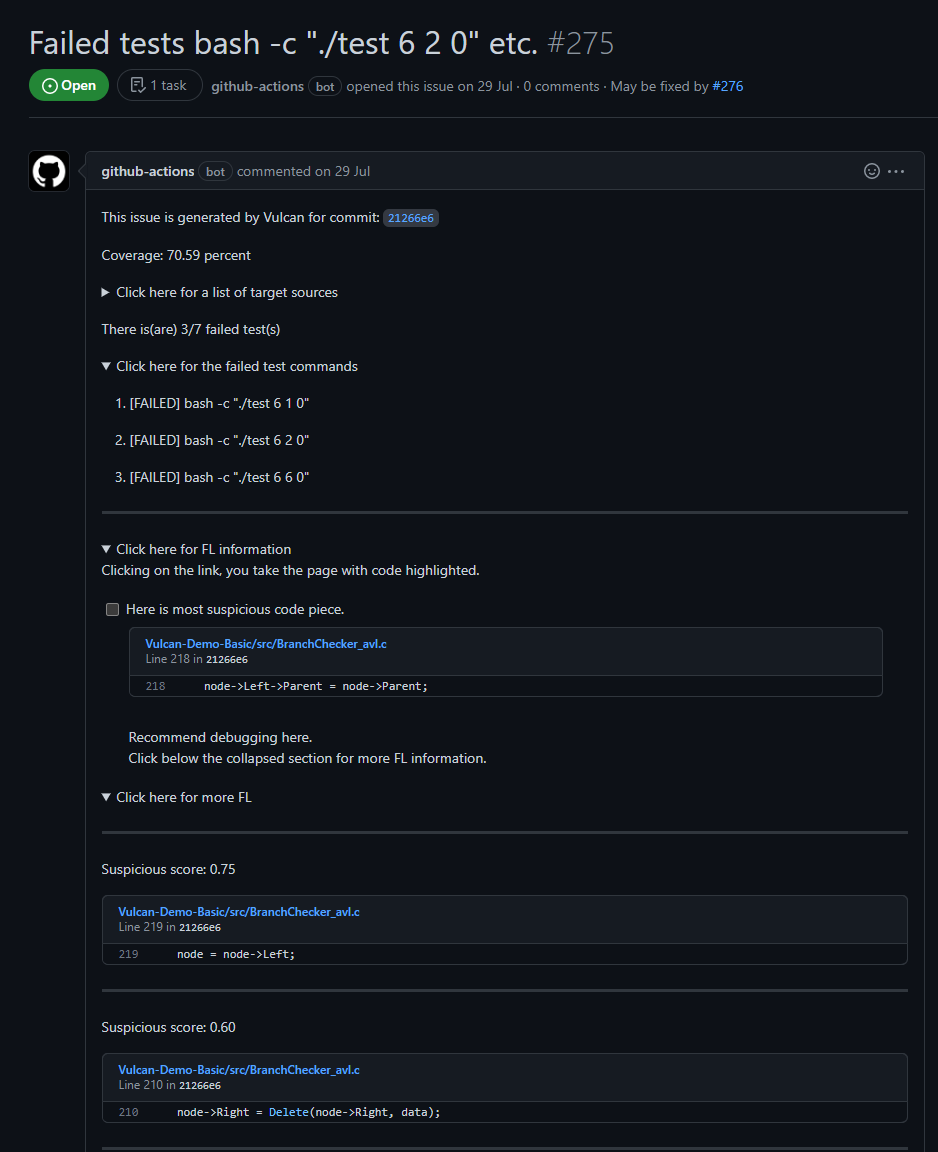 Failed tests bash -c "./test 6 2 0" etc. #275
Open 1 task github-actions bot opened this issue on 29 Jul · 0 comments · May be fixed by #276
github-actions bot commented on 29 Jul
This issue is generated by Vulcan for commit: 21266e6
Coverage: 70.59 percent
Click here for a list of target sources
There is(are) 3/7 failed test(s)
Click here for the failed test commands
1. [FAILED] bash -c "./test 6 1 0"
2. [FAILED] bash -c "./test 6 2 0"
3. [FAILED] bash -c "./test 6 6 0"
Click here for FL information
Clicking on the link, you take the page with code highlighted.
Here is most suspicious code piece.
Vulcan-Demo-Basic/src/BranchChecker_avl.c
Line 218 in 21266e6
218 node->Left->Parent = node->Parent;
Recommend debugging here.
Click below the collapsed section for more FL information.
Click here for more FL
Suspicious score: 0.75
Vulcan-Demo-Basic/src/BranchChecker_avl.c
Line 219 in 21266e6
219 node = node->Left;
Suspicious score: 0.60
Vulcan-Demo-Basic/src/BranchChecker_avl.c
Line 210 in 21266e6
210 node->Right = Delete(node->Right, data);